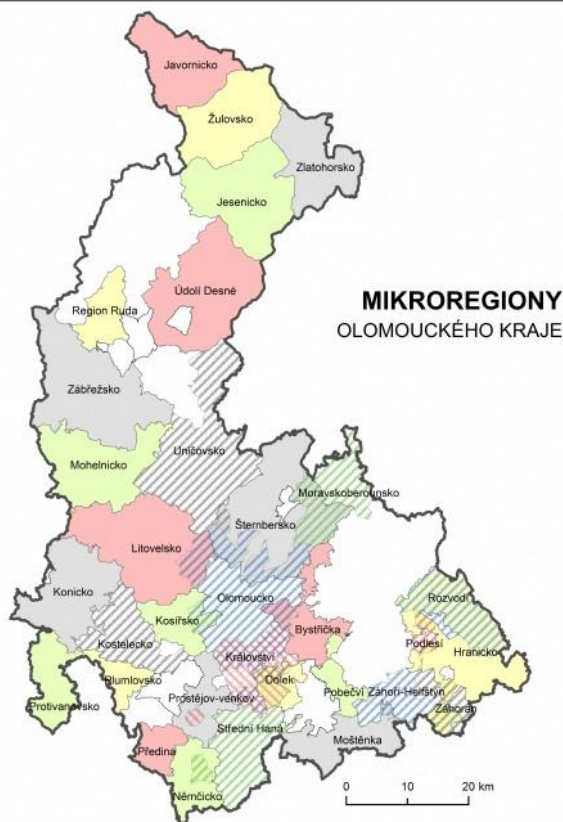 Javornicko
Žulovsko
Zlatohorsko
Jesenicko
Údolí Desné
MIKROREGIONY
OLOMOUCKÉHO KRAJE
Region Ruda
Zábřežsko
Uničovsko
Mohelnicko
Moravskoberounsko
Šternbersko
Litovelsko
Konicko
Olomoucko
Rozvodí
Kosířsko
Bystřička
Podlesí
Kostelecko
Království
Hranicko
Plumlovsko
Dolek
Prostějov-venkov
Pobečví
Záhoří-Helfštýn
Protivanovsko
Záhoran
Střední Haná
Moštěnka
Předina
Němčicko
0 10 20 km